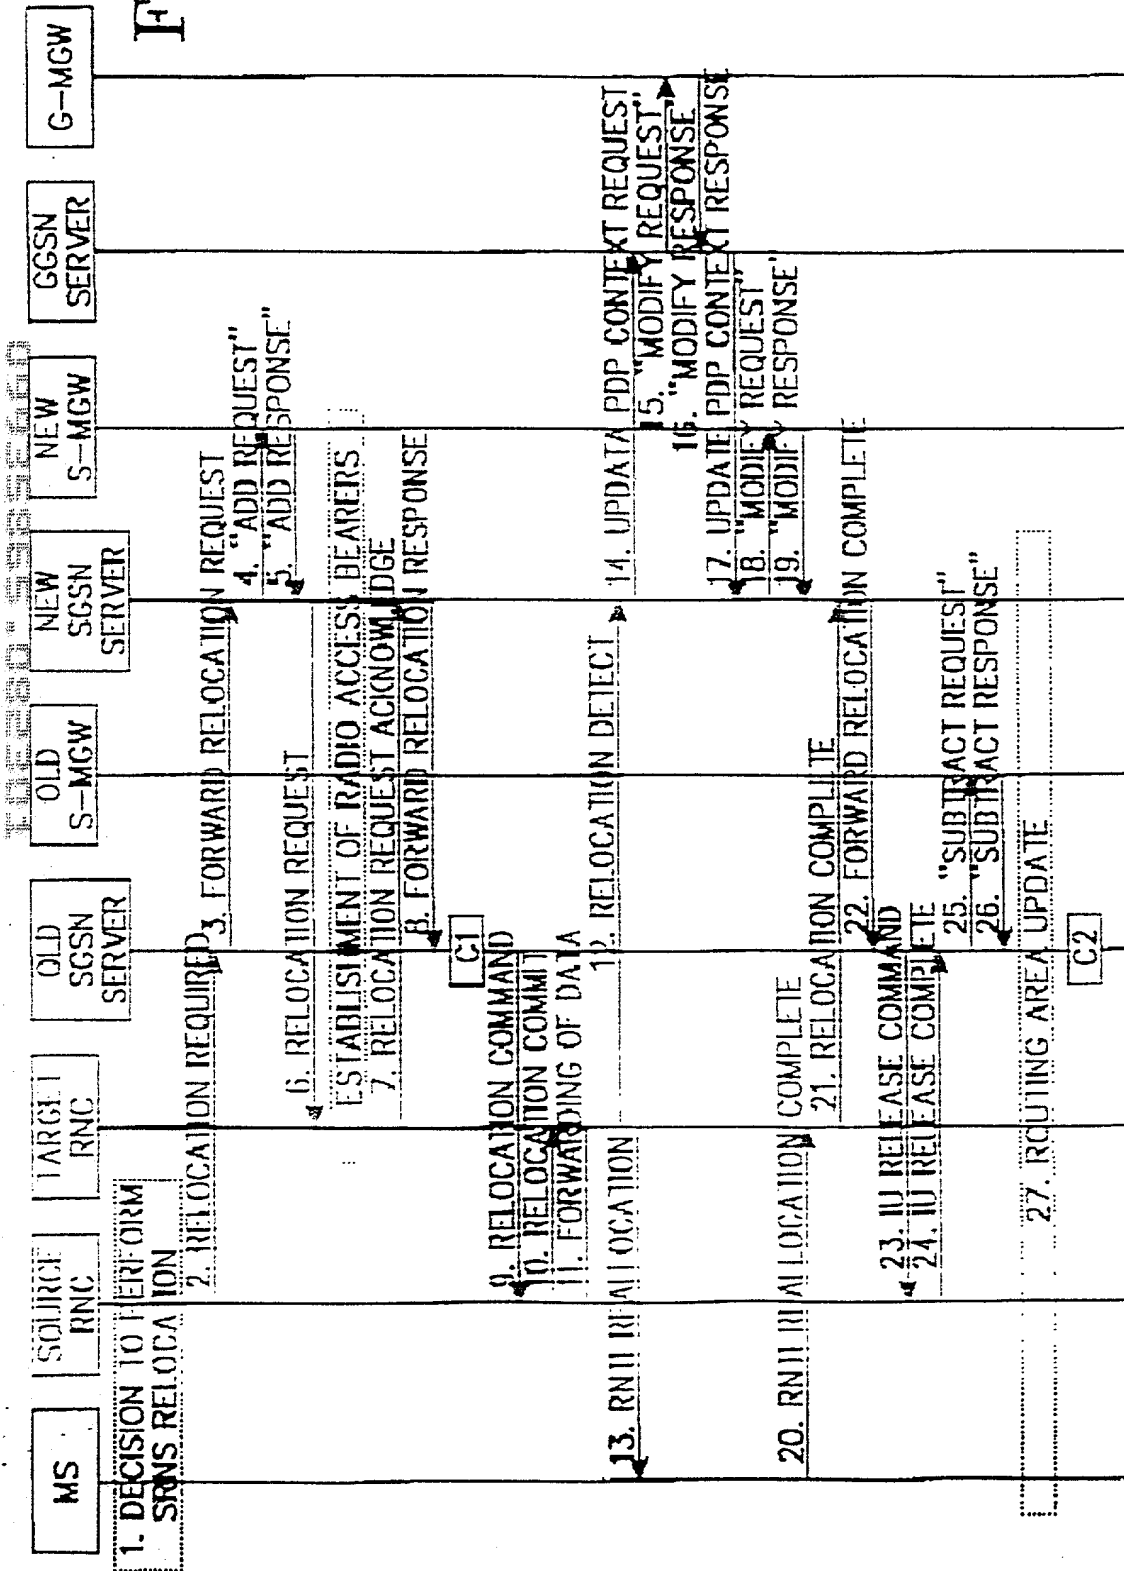 MS
SOURCE
RNC
TARGET
RNC
OLD
SGSN
SERVER
OLD
S-MGW
NEW
SGSN
SERVER
NEW
S-MGW
GGSN
SERVER
G-MGW
F
1. DECISION TO PERFORM
SRNS RELOCATION
2. RELOCATION REQUIRED
3. FORWARD RELOCATION REQUEST
4. "ADD REQUEST"
5. "ADD RESPONSE"
6. RELOCATION REQUEST
ESTABLISHMENT OF RADIO ACCESS BEARERS
7. RELOCATION REQUEST ACKNOWLEDGE
8. FORWARD RELOCATION RESPONSE
C1
9. RELOCATION COMMAND
10. RELOCATION COMMIT
11. FORWARDING OF DATA
12. RELOCATION DETECT
13. RNTI REALLOCATION
14. UPDATA PDP CONTEXT REQUEST
15. "MODIFY REQUEST"
16. "MODIFY RESPONSE"
17. UPDATE PDP CONTEXT RESPONSE
18. "MODIFY REQUEST"
19. "MODIFY RESPONSE"
20. RNTI REALLOCATION COMPLETE
21. RELOCATION COMPLETE
22. FORWARD RELOCATION COMPLETE
23. IU RELEASE COMMAND
24. IU RELEASE COMPLETE
25. "SUBTRACT REQUEST"
26. "SUBTRACT RESPONSE"
27. ROUTING AREA UPDATE
C2